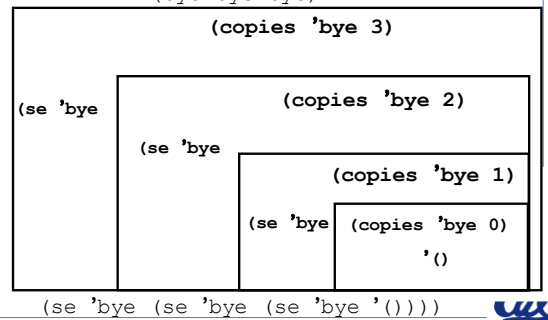 (copies ’bye 3)
(se ’bye
(copies ’bye 2)
(se ’bye
(copies ’bye 1)
(se ’bye
(copies ’bye 0)
’()
(se ’bye (se ’bye (se ’bye ’())))